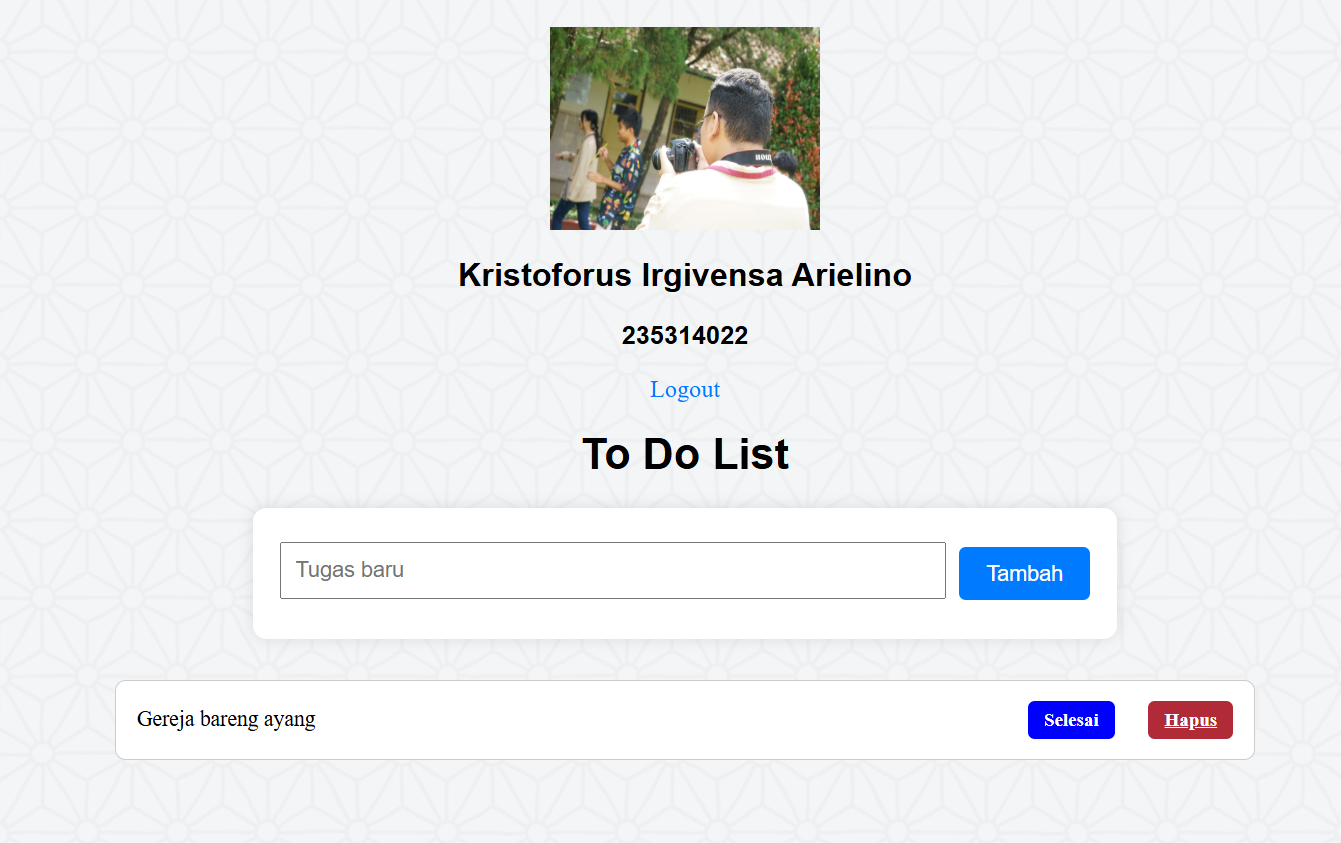 Kristoforus Irgivensa Arielino
235314022
Logout
To Do List
Tugas baru
Tambah
Gereja bareng ayang
Selesai
Hapus